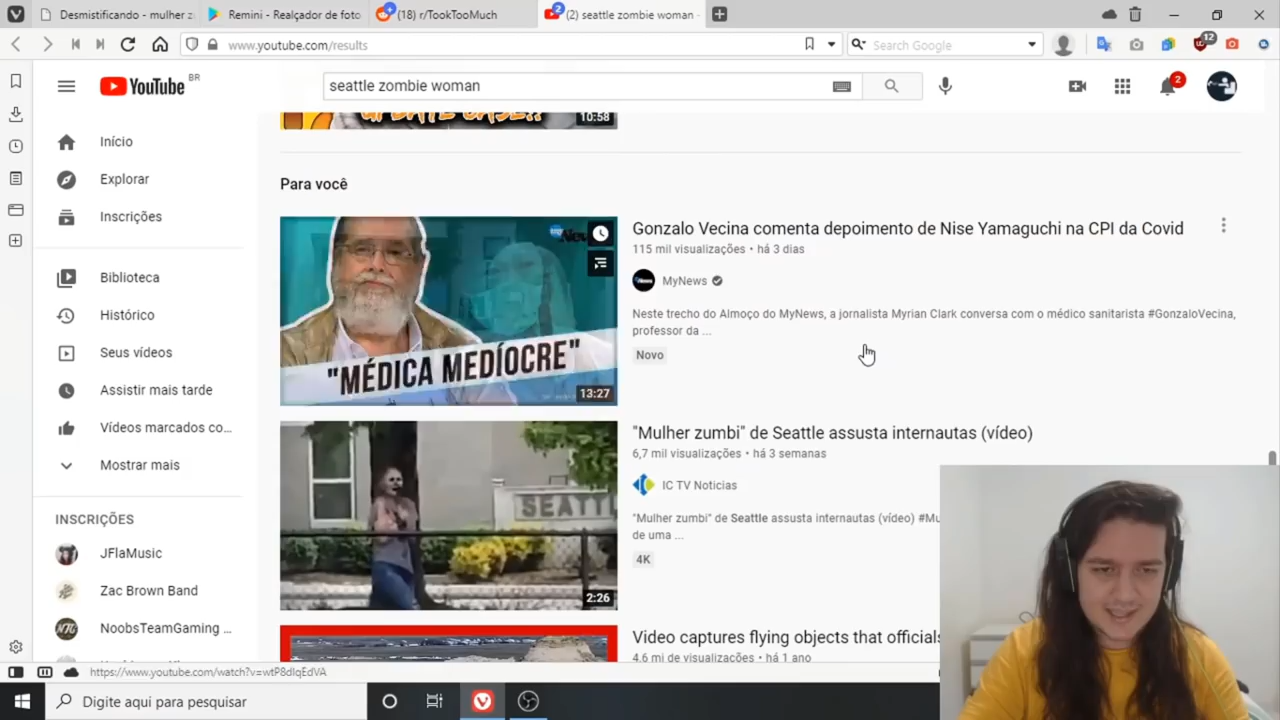 Desmistificando - mulher z
Remini - Realçador de foto
(18) r/TookTooMuch
(2) seattle zombie woman -
www.youtube.com/results
Search Google
12
YouTube BR
seattle zombie woman
2
Início
Explorar
Inscrições
Biblioteca
Histórico
Seus vídeos
Assistir mais tarde
Vídeos marcados co...
Mostrar mais
INSCRIÇÕES
JFlaMusic
Zac Brown Band
NoobsTeamGaming ...
10:58
Para você
"MÉDICA MEDÍOCRE"
13:27
Gonzalo Vecina comenta depoimento de Nise Yamaguchi na CPI da Covid
115 mil visualizações • há 3 dias
MyNews
Neste trecho do Almoço do MyNews, a jornalista Myrian Clark conversa com o médico sanitarista #GonzaloVecina,
professor da ...
Novo
SEATTL
2:26
"Mulher zumbi" de Seattle assusta internautas (vídeo)
6,7 mil visualizações • há 3 semanas
IC TV Noticias
"Mulher zumbi" de Seattle assusta internautas (vídeo) #Mu
de uma ...
4K
Video captures flying objects that officials
4,6 mi de visualizações • há 1 ano
https://www.youtube.com/watch?v=wtP8dIqEdVA
Digite aqui para pesquisar